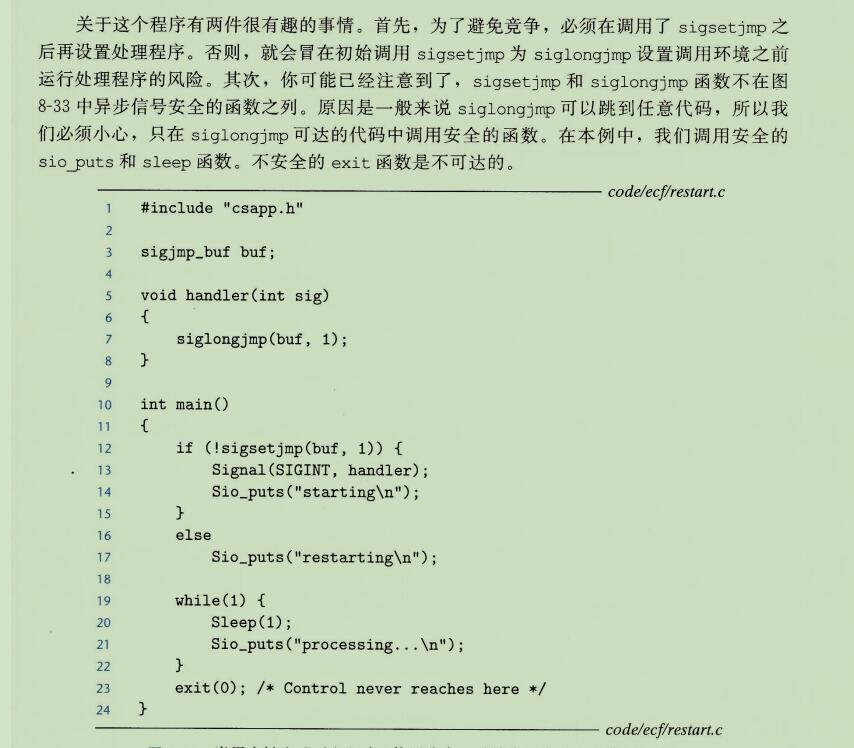 关于这个程序有两件很有趣的事情。首先，为了避免竞争，必须在调用了 sigsetjmp 之
后再设置处理程序。否则，就会冒在初始调用 sigsetjmp 为 siglongjmp 设置调用环境之前
运行处理程序的风险。其次，你可能已经注意到了，sigsetjmp 和 siglongjmp 函数不在图
8-33 中异步信号安全的函数之列。原因是一般来说 siglongjmp 可以跳到任意代码，所以我
们必须小心，只在 siglongjmp 可达的代码中调用安全的函数。在本例中，我们调用安全的
sio_puts 和 sleep 函数。不安全的 exit 函数是不可达的。
code/ecf/restart.c
1 #include "csapp.h"
2
3 sigjmp_buf buf;
4
5 void handler(int sig)
6 {
7 siglongjmp(buf, 1);
8 }
9
10 int main()
11 {
12 if (!sigsetjmp(buf, 1)) {
13 Signal(SIGINT, handler);
14 Sio_puts("starting\n");
15 }
16 else
17 Sio_puts("restarting\n");
18
19 while(1) {
20 Sleep(1);
21 Sio_puts("processing...\n");
22 }
23 exit(0); /* Control never reaches here */
24 }
code/ecf/restart.c